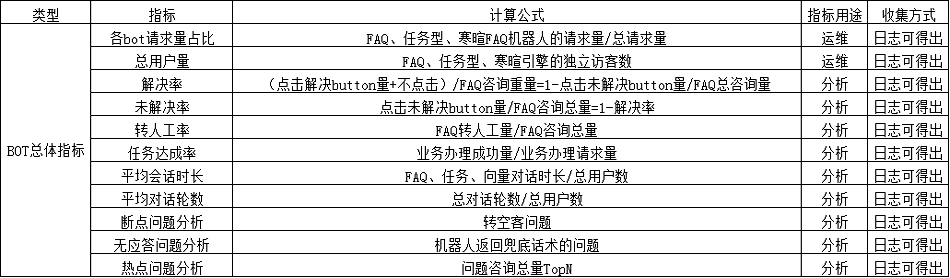 类型 指标 计算公式 指标用途 收集方式
BOT总体指标
各bot请求量占比 FAQ、任务型、寒暄FAQ机器人的请求量/总请求量 运维 日志可得出
总用户量 FAQ、任务型、寒暄引擎的独立访客数 运维 日志可得出
解决率 (点击解决button量+不点击)/FAQ咨询重量=1-点击未解决button量/FAQ总咨询量 分析 日志可得出
未解决率 点击未解决button量/FAQ咨询总量=1-解决率 分析 日志可得出
转人工率 FAQ转人工量/FAQ咨询总量 分析 日志可得出
任务达成率 业务办理成功量/业务办理请求量 分析 日志可得出
平均会话时长 FAQ、任务、向量对话时长/总用户数 分析 日志可得出
平均对话轮数 总对话轮数/总用户数 分析 日志可得出
断点问题分析 转空客问题 分析 日志可得出
无应答问题分析 机器人返回兜底话术的问题 分析 日志可得出
热点问题分析 问题咨询总量TopN 分析 日志可得出